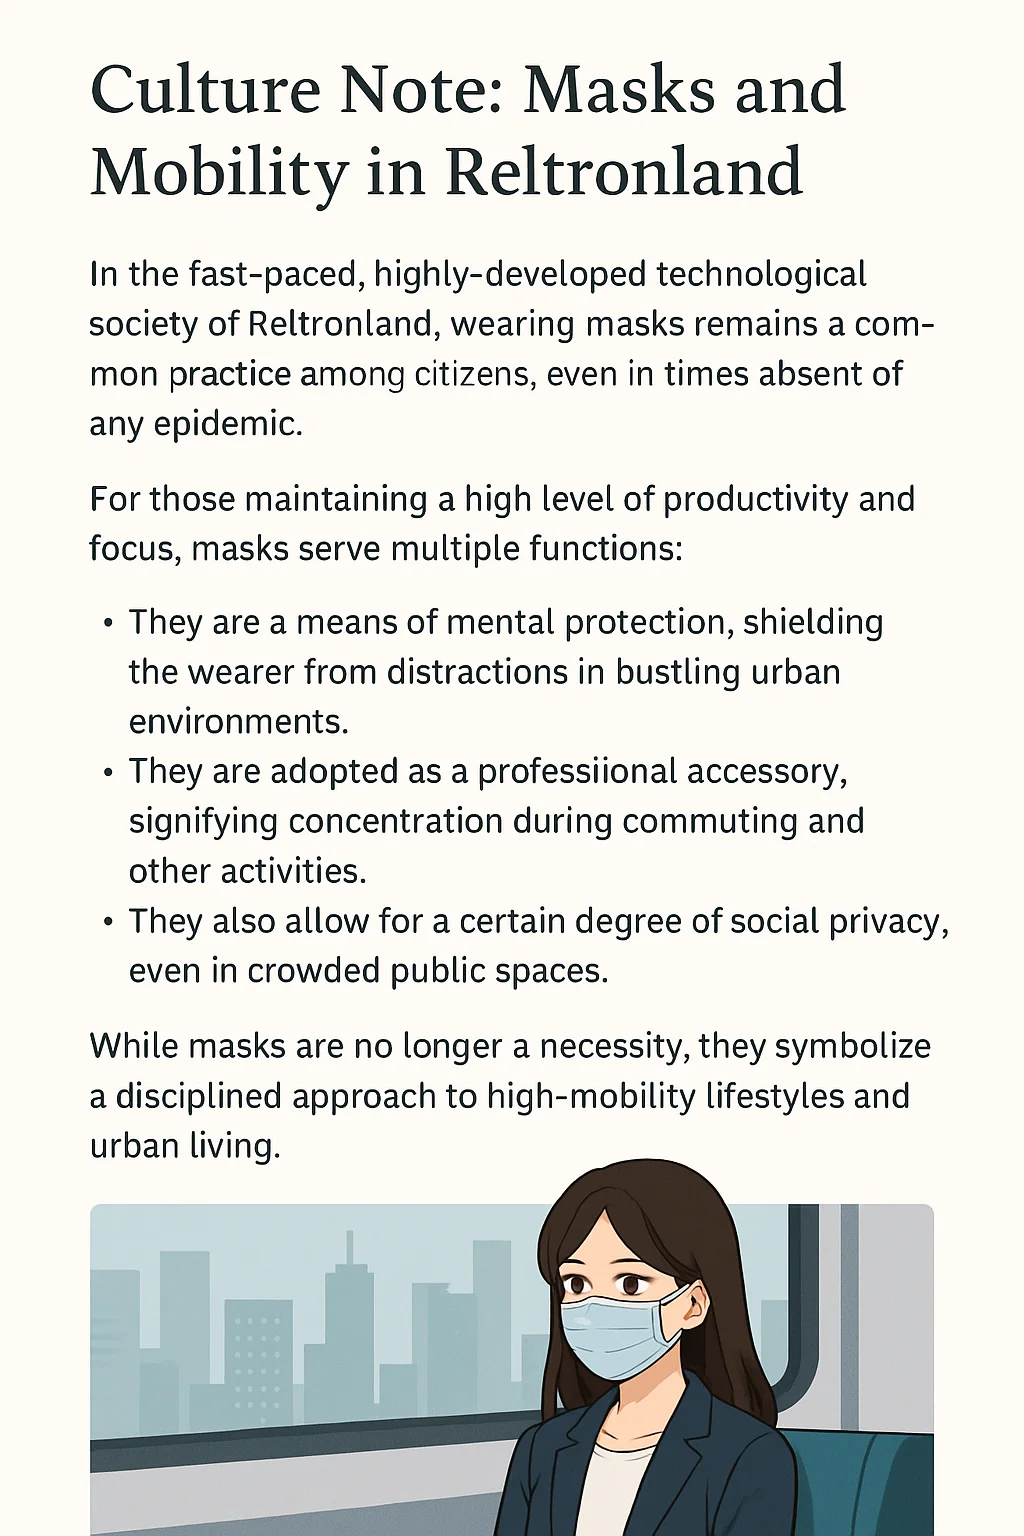 Culture Note: Masks and
Mobility in Reltronland
In the fast-paced, highly-developed technological
society of Reltronland, wearing masks remains a com-
mon practice among citizens, even in times absent of
any epidemic.
For those maintaining a high level of productivity and
focus, masks serve multiple functions:
• They are a means of mental protection, shielding
the wearer from distractions in bustling urban
environments.
• They are adopted as a professiional accessory,
signifying concentration during commuting and
other activities.
• They also allow for a certain degree of social privacy,
even in crowded public spaces.
While masks are no longer a necessity, they symbolize
a disciplined approach to high-mobility lifestyles and
urban living.